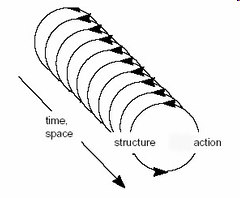 time,
space
structure action